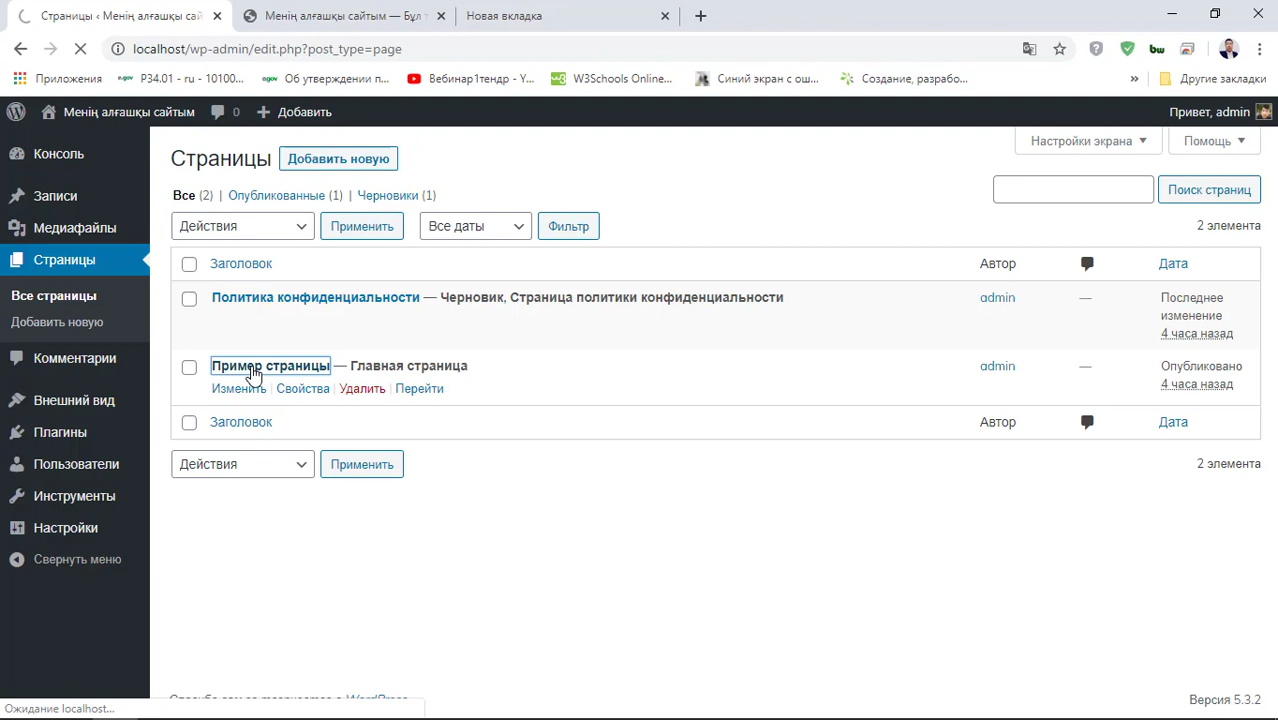 Страницы ‹ Менің алғашқы сай
Менің алғашқы сайтым — Бұл т
Новая вкладка
localhost/wp-admin/edit.php?post_type=page
Приложения
P34.01 - ru - 10100...
Об утверждении п...
Вебинар1тендр - Y...
W3Schools Online...
Синий экран с ош...
Создание, разрабо...
»
Другие закладки
Менің алғашқы сайтым
0
Добавить
Привет, admin
Консоль
Записи
Медиафайлы
Страницы
Все страницы
Добавить новую
Комментарии
Внешний вид
Плагины
Пользователи
Инструменты
Настройки
Свернуть меню
Настройки экрана
Помощь
Страницы
Добавить новую
Все (2) | Опубликованные (1) | Черновики (1)
Поиск страниц
Действия
Применить
Все даты
Фильтр
2 элемента
Заголовок
Автор
Дата
Политика конфиденциальности — Черновик, Страница политики конфиденциальности
admin
—
Последнее
изменение
4 часа назад
Пример страницы — Главная страница
admin
—
Опубликовано
4 часа назад
Изменить | Свойства | Удалить | Перейти
Заголовок
Автор
Дата
Действия
Применить
2 элемента
Версия 5.3.2
Ожидание localhost...